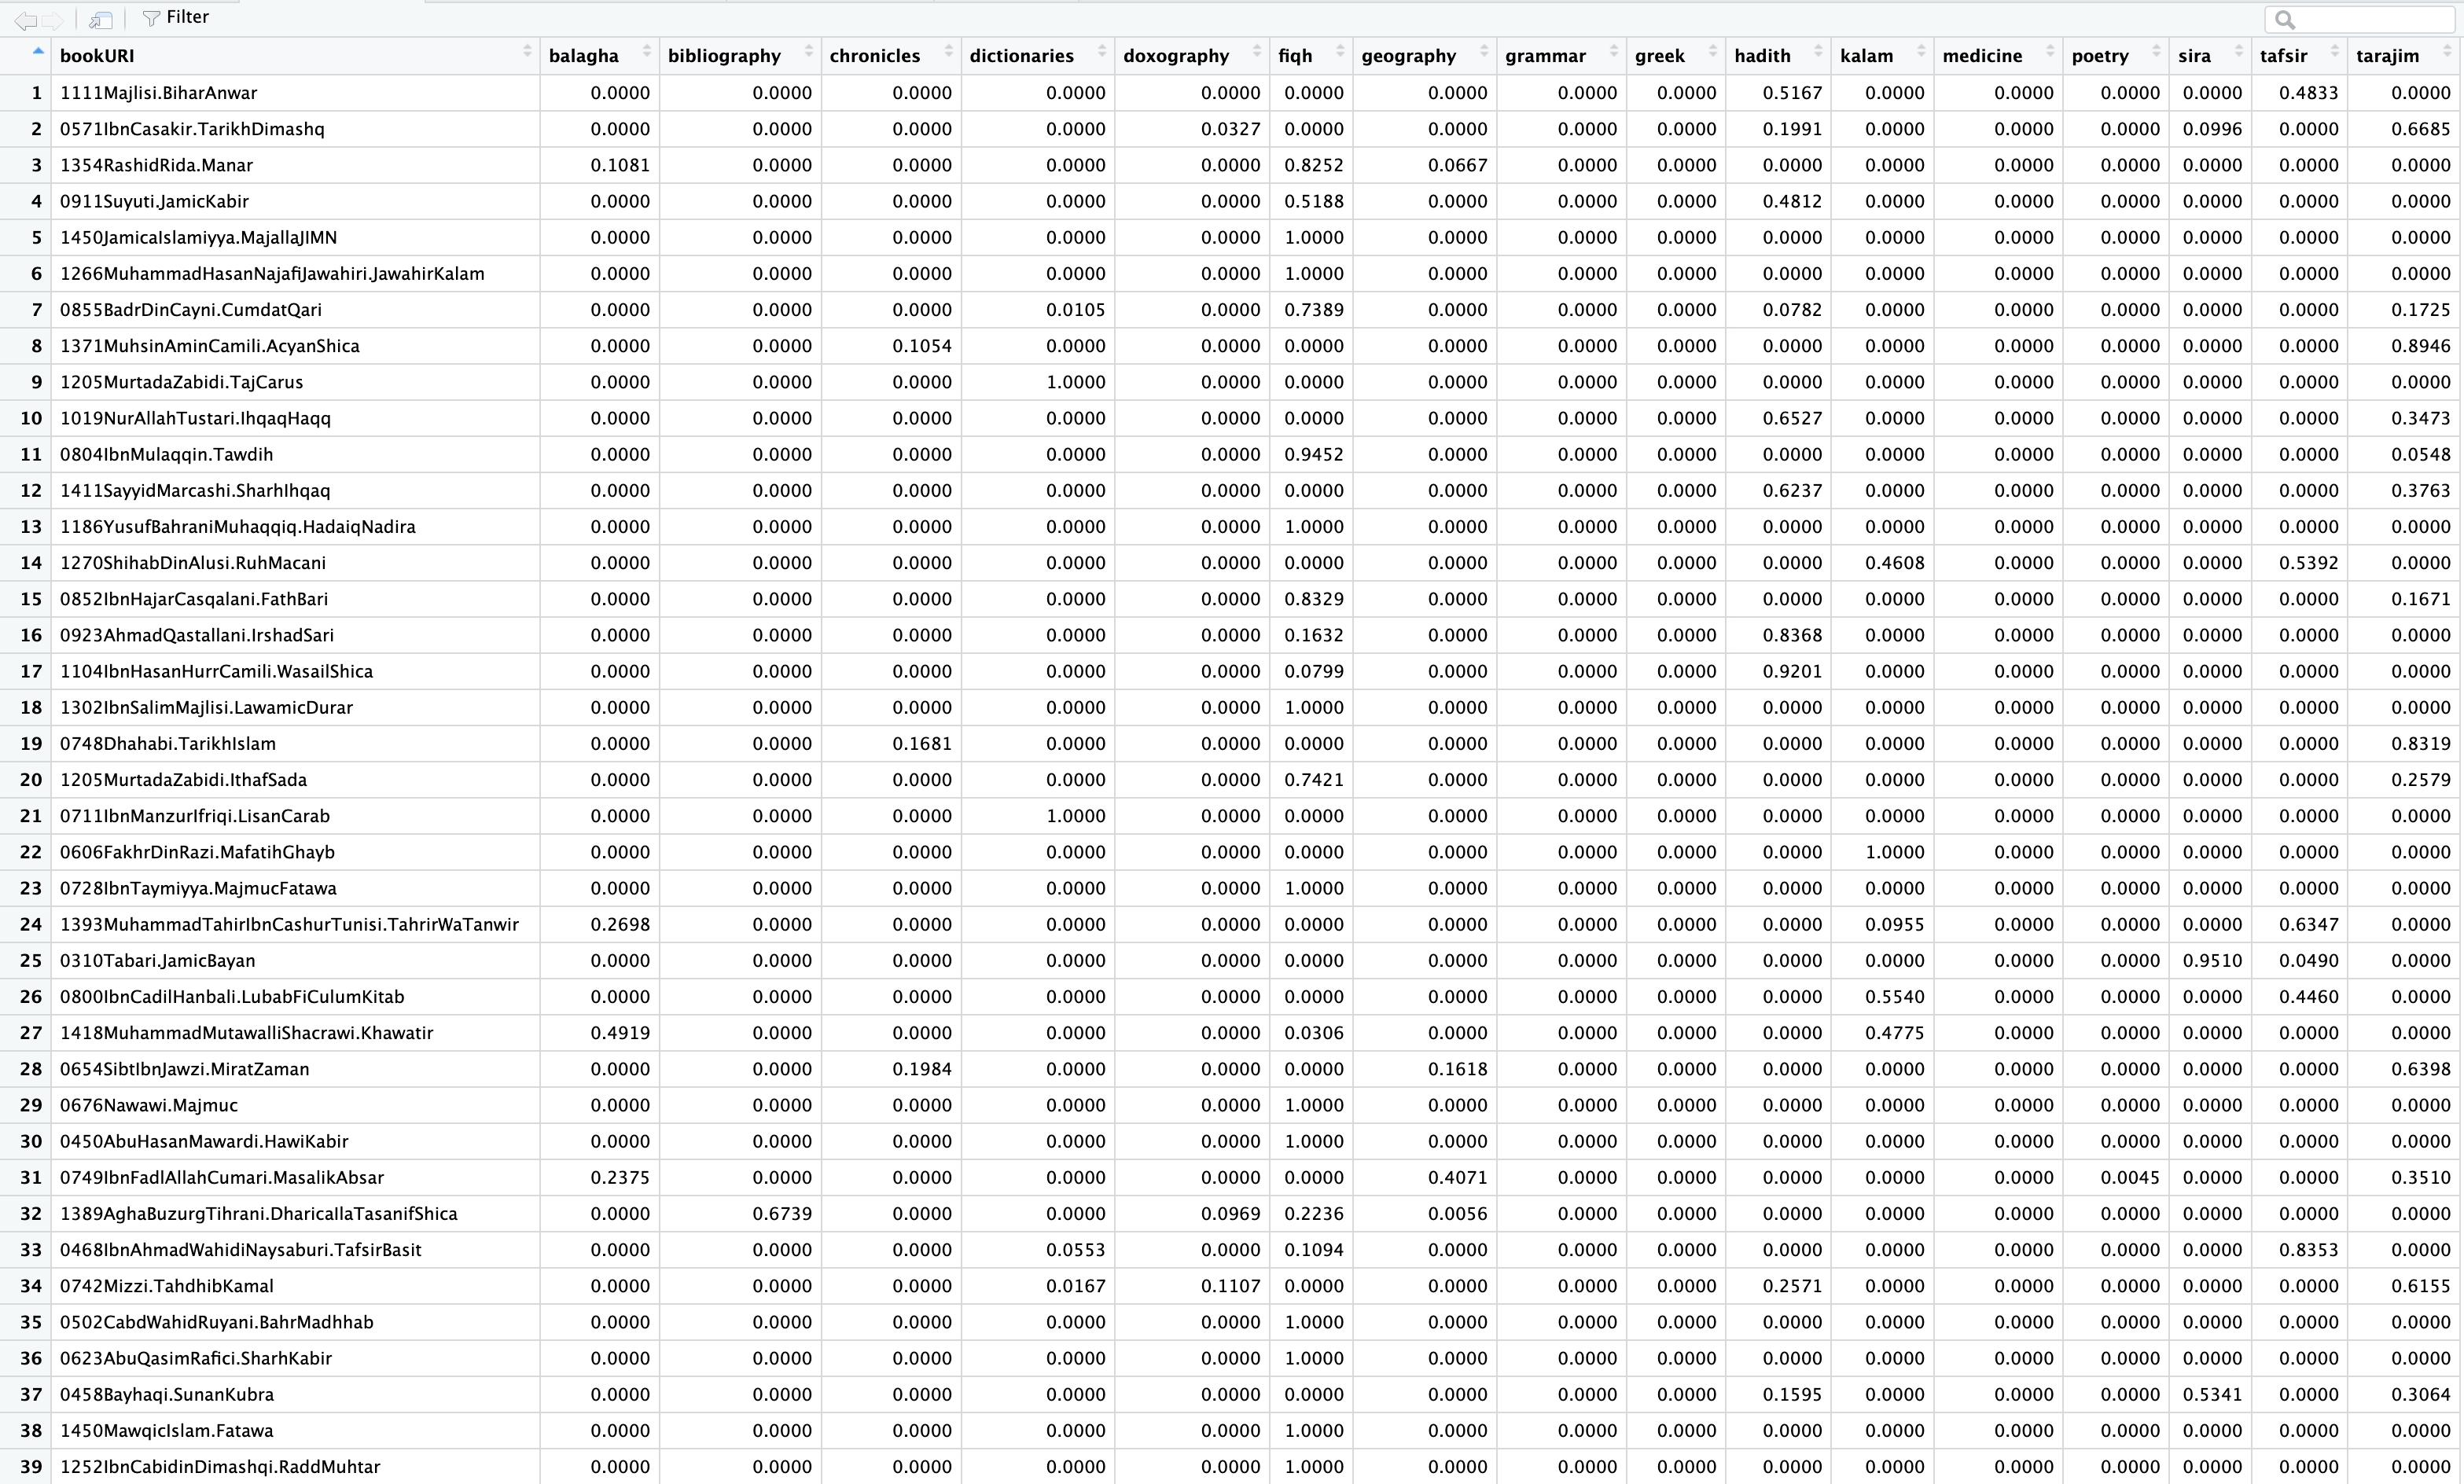 Filter
bookURI balagha bibliography chronicles dictionaries doxography fiqh geography grammar greek hadith kalam medicine poetry sira tafsir tarajim
1 1111Majlisi.BiharAnwar 0.0000 0.0000 0.0000 0.0000 0.0000 0.0000 0.0000 0.0000 0.0000 0.5167 0.0000 0.0000 0.0000 0.0000 0.4833 0.0000
2 0571IbnCasakir.TarikhDimashq 0.0000 0.0000 0.0000 0.0000 0.0327 0.0000 0.0000 0.0000 0.0000 0.1991 0.0000 0.0000 0.0000 0.0996 0.0000 0.6685
3 1354RashidRida.Manar 0.1081 0.0000 0.0000 0.0000 0.0000 0.8252 0.0667 0.0000 0.0000 0.0000 0.0000 0.0000 0.0000 0.0000 0.0000 0.0000
4 0911Suyuti.JamicKabir 0.0000 0.0000 0.0000 0.0000 0.0000 0.5188 0.0000 0.0000 0.0000 0.4812 0.0000 0.0000 0.0000 0.0000 0.0000 0.0000
5 1450JamicaIslamiyya.MajallaJIMN 0.0000 0.0000 0.0000 0.0000 0.0000 1.0000 0.0000 0.0000 0.0000 0.0000 0.0000 0.0000 0.0000 0.0000 0.0000 0.0000
6 1266MuhammadHasanNajafiJawahiri.JawahirKalam 0.0000 0.0000 0.0000 0.0000 0.0000 1.0000 0.0000 0.0000 0.0000 0.0000 0.0000 0.0000 0.0000 0.0000 0.0000 0.0000
7 0855BadrDinCayni.CumdatQari 0.0000 0.0000 0.0000 0.0105 0.0000 0.7389 0.0000 0.0000 0.0000 0.0782 0.0000 0.0000 0.0000 0.0000 0.0000 0.1725
8 1371MuhsinAminCamili.AcyanShica 0.0000 0.0000 0.1054 0.0000 0.0000 0.0000 0.0000 0.0000 0.0000 0.0000 0.0000 0.0000 0.0000 0.0000 0.0000 0.8946
9 1205MurtadaZabidi.TajCarus 0.0000 0.0000 0.0000 1.0000 0.0000 0.0000 0.0000 0.0000 0.0000 0.0000 0.0000 0.0000 0.0000 0.0000 0.0000 0.0000
10 1019NurAllahTustari.IhqaqHaqq 0.0000 0.0000 0.0000 0.0000 0.0000 0.0000 0.0000 0.0000 0.0000 0.6527 0.0000 0.0000 0.0000 0.0000 0.0000 0.3473
11 0804IbnMulaqqin.Tawdih 0.0000 0.0000 0.0000 0.0000 0.0000 0.9452 0.0000 0.0000 0.0000 0.0000 0.0000 0.0000 0.0000 0.0000 0.0000 0.0548
12 1411SayyidMarcashi.SharhIhqaq 0.0000 0.0000 0.0000 0.0000 0.0000 0.0000 0.0000 0.0000 0.0000 0.6237 0.0000 0.0000 0.0000 0.0000 0.0000 0.3763
13 1186YusufBahraniMuhaqqiq.HadaiqNadira 0.0000 0.0000 0.0000 0.0000 0.0000 1.0000 0.0000 0.0000 0.0000 0.0000 0.0000 0.0000 0.0000 0.0000 0.0000 0.0000
14 1270ShihabDinAlusi.RuhMacani 0.0000 0.0000 0.0000 0.0000 0.0000 0.0000 0.0000 0.0000 0.0000 0.0000 0.4608 0.0000 0.0000 0.0000 0.5392 0.0000
15 0852IbnHajarCasqalani.FathBari 0.0000 0.0000 0.0000 0.0000 0.0000 0.8329 0.0000 0.0000 0.0000 0.0000 0.0000 0.0000 0.0000 0.0000 0.0000 0.1671
16 0923AhmadQastallani.IrshadSari 0.0000 0.0000 0.0000 0.0000 0.0000 0.1632 0.0000 0.0000 0.0000 0.8368 0.0000 0.0000 0.0000 0.0000 0.0000 0.0000
17 1104IbnHasanHurrCamili.WasailShica 0.0000 0.0000 0.0000 0.0000 0.0000 0.0799 0.0000 0.0000 0.0000 0.9201 0.0000 0.0000 0.0000 0.0000 0.0000 0.0000
18 1302IbnSalimMajlisi.LawamicDurar 0.0000 0.0000 0.0000 0.0000 0.0000 1.0000 0.0000 0.0000 0.0000 0.0000 0.0000 0.0000 0.0000 0.0000 0.0000 0.0000
19 0748Dhahabi.TarikhIslam 0.0000 0.0000 0.1681 0.0000 0.0000 0.0000 0.0000 0.0000 0.0000 0.0000 0.0000 0.0000 0.0000 0.0000 0.0000 0.8319
20 1205MurtadaZabidi.IthafSada 0.0000 0.0000 0.0000 0.0000 0.0000 0.7421 0.0000 0.0000 0.0000 0.0000 0.0000 0.0000 0.0000 0.0000 0.0000 0.2579
21 0711IbnManzurIfriqi.LisanCarab 0.0000 0.0000 0.0000 1.0000 0.0000 0.0000 0.0000 0.0000 0.0000 0.0000 0.0000 0.0000 0.0000 0.0000 0.0000 0.0000
22 0606FakhrDinRazi.MafatihGhayb 0.0000 0.0000 0.0000 0.0000 0.0000 0.0000 0.0000 0.0000 0.0000 0.0000 1.0000 0.0000 0.0000 0.0000 0.0000 0.0000
23 0728IbnTaymiyya.MajmucFatawa 0.0000 0.0000 0.0000 0.0000 0.0000 1.0000 0.0000 0.0000 0.0000 0.0000 0.0000 0.0000 0.0000 0.0000 0.0000 0.0000
24 1393MuhammadTahirIbnCashurTunisi.TahrirWaTanwir 0.2698 0.0000 0.0000 0.0000 0.0000 0.0000 0.0000 0.0000 0.0000 0.0000 0.0955 0.0000 0.0000 0.0000 0.6347 0.0000
25 0310Tabari.JamicBayan 0.0000 0.0000 0.0000 0.0000 0.0000 0.0000 0.0000 0.0000 0.0000 0.0000 0.0000 0.0000 0.0000 0.9510 0.0490 0.0000
26 0800IbnCadilHanbali.LubabFiCulumKitab 0.0000 0.0000 0.0000 0.0000 0.0000 0.0000 0.0000 0.0000 0.0000 0.0000 0.5540 0.0000 0.0000 0.0000 0.4460 0.0000
27 1418MuhammadMutawalliShacrawi.Khawatir 0.4919 0.0000 0.0000 0.0000 0.0000 0.0306 0.0000 0.0000 0.0000 0.0000 0.4775 0.0000 0.0000 0.0000 0.0000 0.0000
28 0654SibtIbnJawzi.MiratZaman 0.0000 0.0000 0.1984 0.0000 0.0000 0.0000 0.1618 0.0000 0.0000 0.0000 0.0000 0.0000 0.0000 0.0000 0.0000 0.6398
29 0676Nawawi.Majmuc 0.0000 0.0000 0.0000 0.0000 0.0000 1.0000 0.0000 0.0000 0.0000 0.0000 0.0000 0.0000 0.0000 0.0000 0.0000 0.0000
30 0450AbuHasanMawardi.HawiKabir 0.0000 0.0000 0.0000 0.0000 0.0000 1.0000 0.0000 0.0000 0.0000 0.0000 0.0000 0.0000 0.0000 0.0000 0.0000 0.0000
31 0749IbnFadlAllahCumari.MasalikAbsar 0.2375 0.0000 0.0000 0.0000 0.0000 0.0000 0.4071 0.0000 0.0000 0.0000 0.0000 0.0000 0.0045 0.0000 0.0000 0.3510
32 1389AghaBuzurgTihrani.DharicallaTasanifShica 0.0000 0.6739 0.0000 0.0000 0.0969 0.2236 0.0056 0.0000 0.0000 0.0000 0.0000 0.0000 0.0000 0.0000 0.0000 0.0000
33 0468IbnAhmadWahidiNaysaburi.TafsirBasit 0.0000 0.0000 0.0000 0.0553 0.0000 0.1094 0.0000 0.0000 0.0000 0.0000 0.0000 0.0000 0.0000 0.0000 0.8353 0.0000
34 0742Mizzi.TahdhibKamal 0.0000 0.0000 0.0000 0.0167 0.1107 0.0000 0.0000 0.0000 0.0000 0.2571 0.0000 0.0000 0.0000 0.0000 0.0000 0.6155
35 0502CabdWahidRuyani.BahrMadhhab 0.0000 0.0000 0.0000 0.0000 0.0000 1.0000 0.0000 0.0000 0.0000 0.0000 0.0000 0.0000 0.0000 0.0000 0.0000 0.0000
36 0623AbuQasimRafici.SharhKabir 0.0000 0.0000 0.0000 0.0000 0.0000 1.0000 0.0000 0.0000 0.0000 0.0000 0.0000 0.0000 0.0000 0.0000 0.0000 0.0000
37 0458Bayhaqi.SunanKubra 0.0000 0.0000 0.0000 0.0000 0.0000 0.0000 0.0000 0.0000 0.0000 0.1595 0.0000 0.0000 0.0000 0.5341 0.0000 0.3064
38 1450MawqicIslam.Fatawa 0.0000 0.0000 0.0000 0.0000 0.0000 1.0000 0.0000 0.0000 0.0000 0.0000 0.0000 0.0000 0.0000 0.0000 0.0000 0.0000
39 1252IbnCabidinDimashqi.RaddMuhtar 0.0000 0.0000 0.0000 0.0000 0.0000 1.0000 0.0000 0.0000 0.0000 0.0000 0.0000 0.0000 0.0000 0.0000 0.0000 0.0000